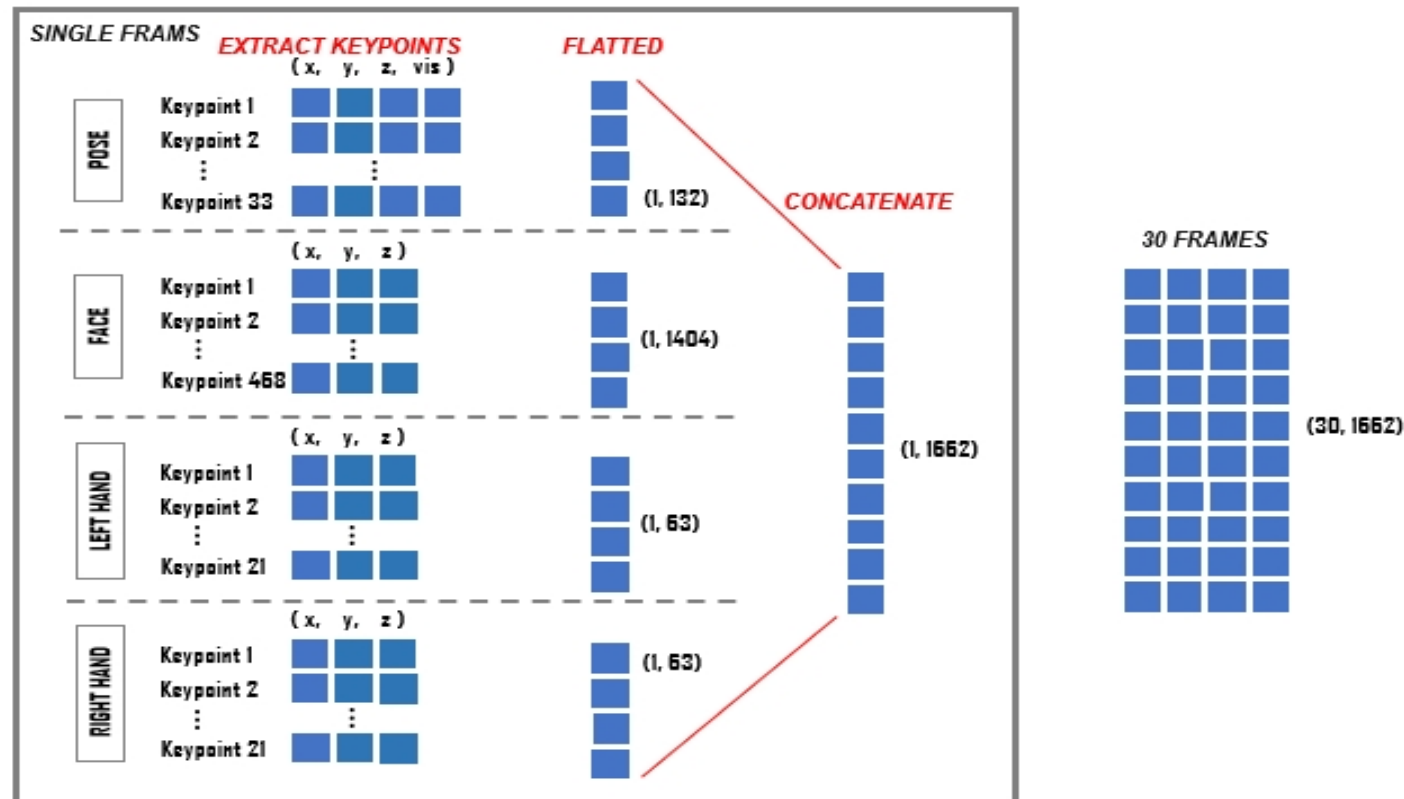 SINGLE FRAMS
EXTRACT KEYPOINTS
FLATTED
( x, y, z, vis )
POSE
Keypoint 1
Keypoint 2
Keypoint 33
(1, 132)
CONCATENATE
( x, y, z )
FACE
Keypoint 1
Keypoint 2
Keypoint 468
(1, 1404)
( x, y, z )
LEFT HAND
Keypoint 1
Keypoint 2
Keypoint 21
(1, 63)
( x, y, z )
RIGHT HAND
Keypoint 1
Keypoint 2
Keypoint 21
(1, 63)
(1, 1662)
30 FRAMES
(30, 1662)